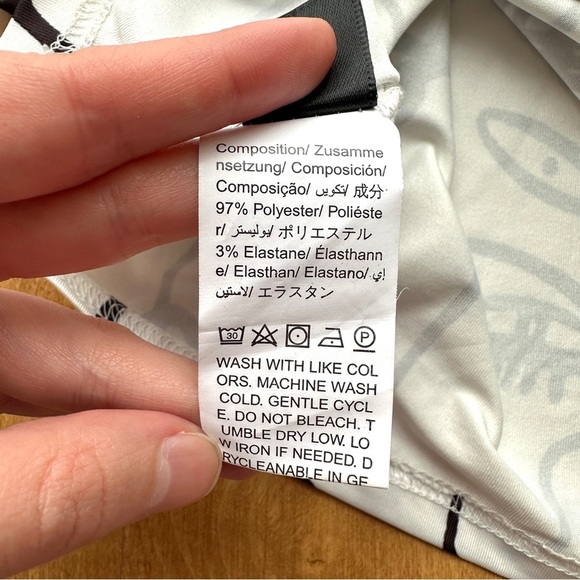 Composition/ Zusamme
nsetzung/ Composición/
Composição/ تكوين/ 成分
97% Polyester/ Poliéste
r/ بوليستر/ ポリエステル
3% Elastane/ Élasthann
e/ Elasthan/ Elastano/ إي
لاستين/ エラスタン
30 P
WASH WITH LIKE COL
ORS. MACHINE WASH
COLD. GENTLE CYCL
E. DO NOT BLEACH. T
UMBLE DRY LOW. LO
W IRON IF NEEDED. D
RYCLEANABLE IN GE